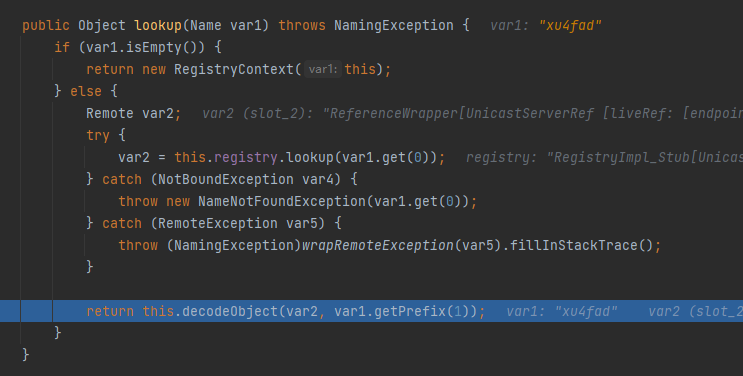 public Object lookup(Name var1) throws NamingException {   var1: "xu4fad"
    if (var1.isEmpty()) {
        return new RegistryContext( var1: this);
    } else {
        Remote var2;   var2 (slot_2): "ReferenceWrapper[UnicastServerRef [liveRef: [endpoin
        try {
            var2 = this.registry.lookup(var1.get(0));   registry: "RegistryImpl_Stub[Unicas
        } catch (NotBoundException var4) {
            throw new NameNotFoundException(var1.get(0));
        } catch (RemoteException var5) {
            throw (NamingException)wrapRemoteException(var5).fillInStackTrace();
        }
        return this.decodeObject(var2, var1.getPrefix(1));   var1: "xu4fad"    var2 (slot_2
    }
}